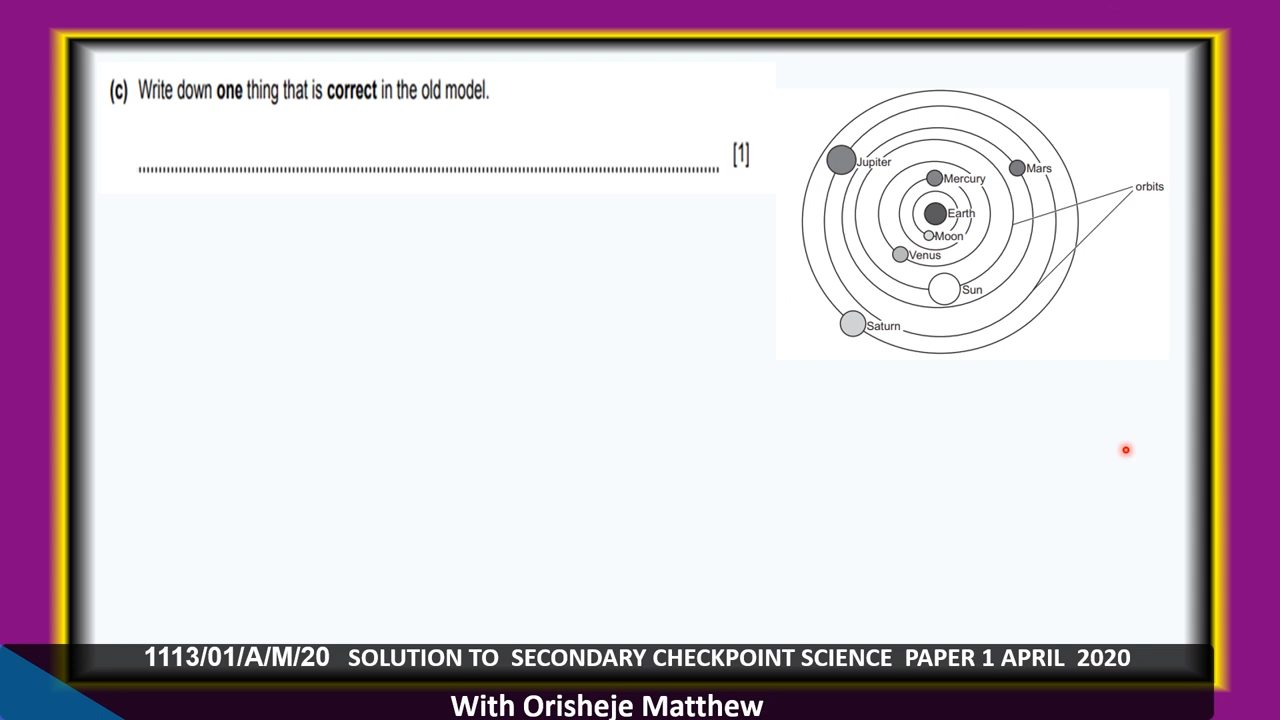 (c) Write down one thing that is correct in the old model.
[1]
Jupiter
Mars
Mercury
orbits
Earth
Moon
Venus
Sun
Saturn
1113/01/A/M/20 SOLUTION TO SECONDARY CHECKPOINT SCIENCE PAPER 1 APRIL 2020
With Orisheje Matthew